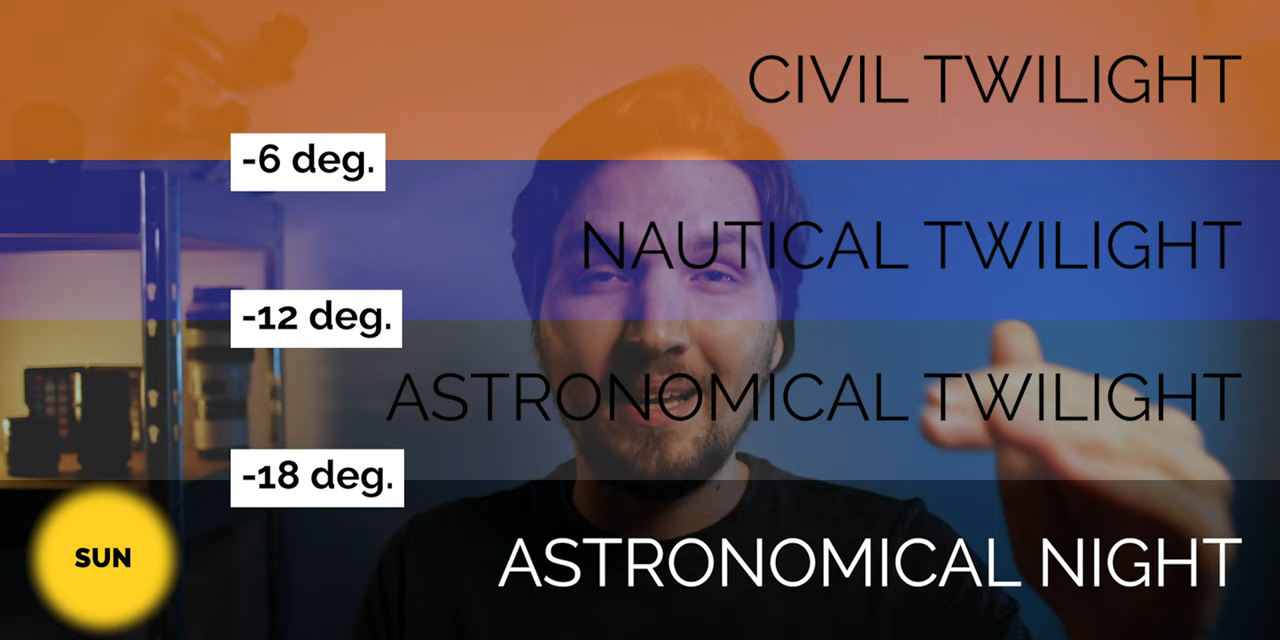 CIVIL TWILIGHT
-6 deg.
NAUTICAL TWILIGHT
-12 deg.
ASTRONOMICAL TWILIGHT
-18 deg.
SUN
ASTRONOMICAL NIGHT